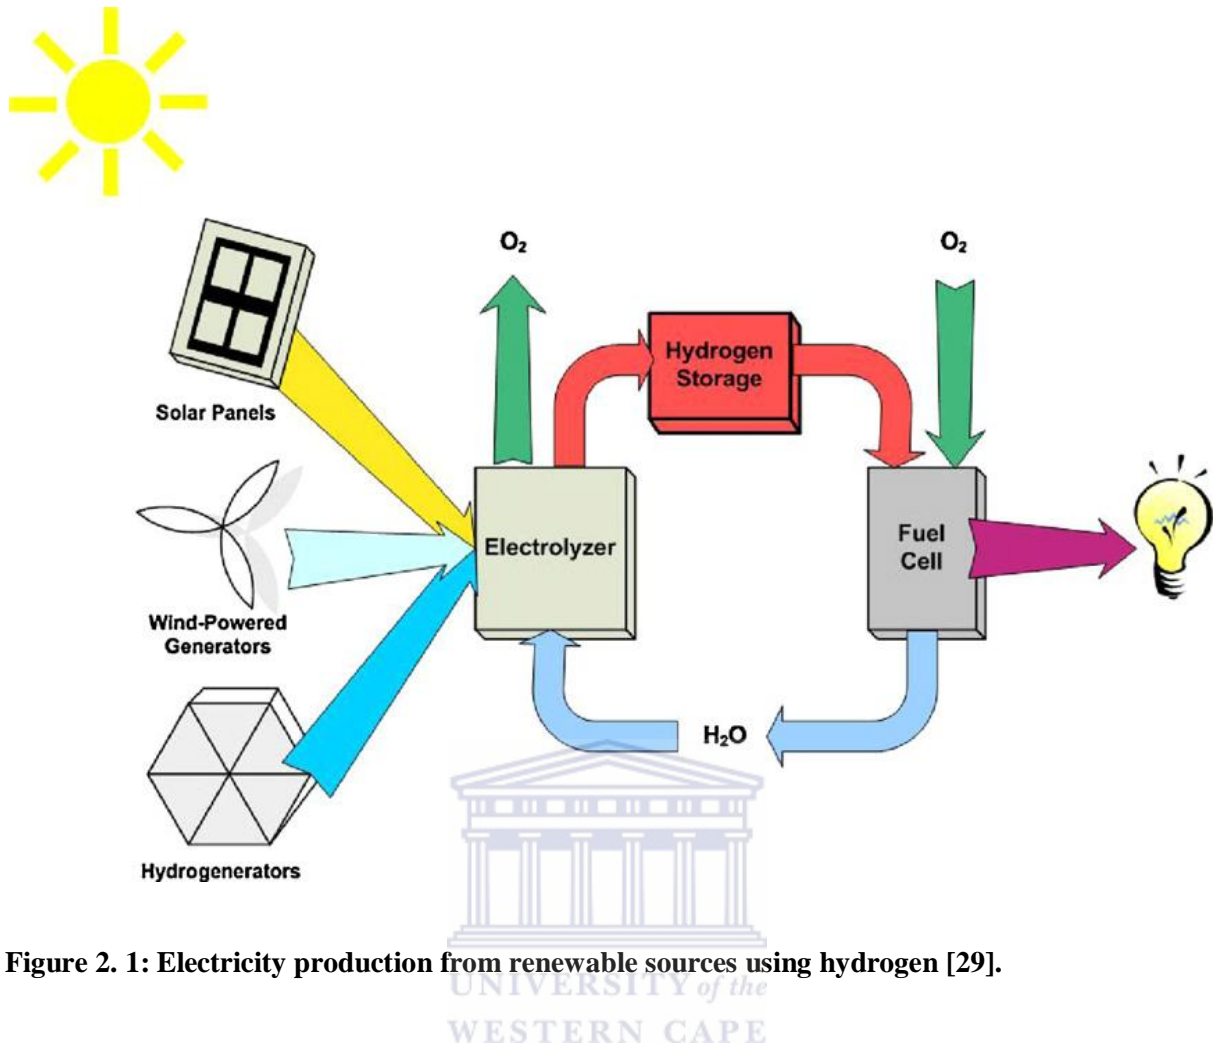 O₂
O₂
Hydrogen
Storage
Solar Panels
Electrolyzer
Fuel
Cell
Wind-Powered
Generators
H₂O
Hydrogenerators
Figure 2. 1: Electricity production from renewable sources using hydrogen [29].
UNIVERSITY of the
WESTERN CAPE